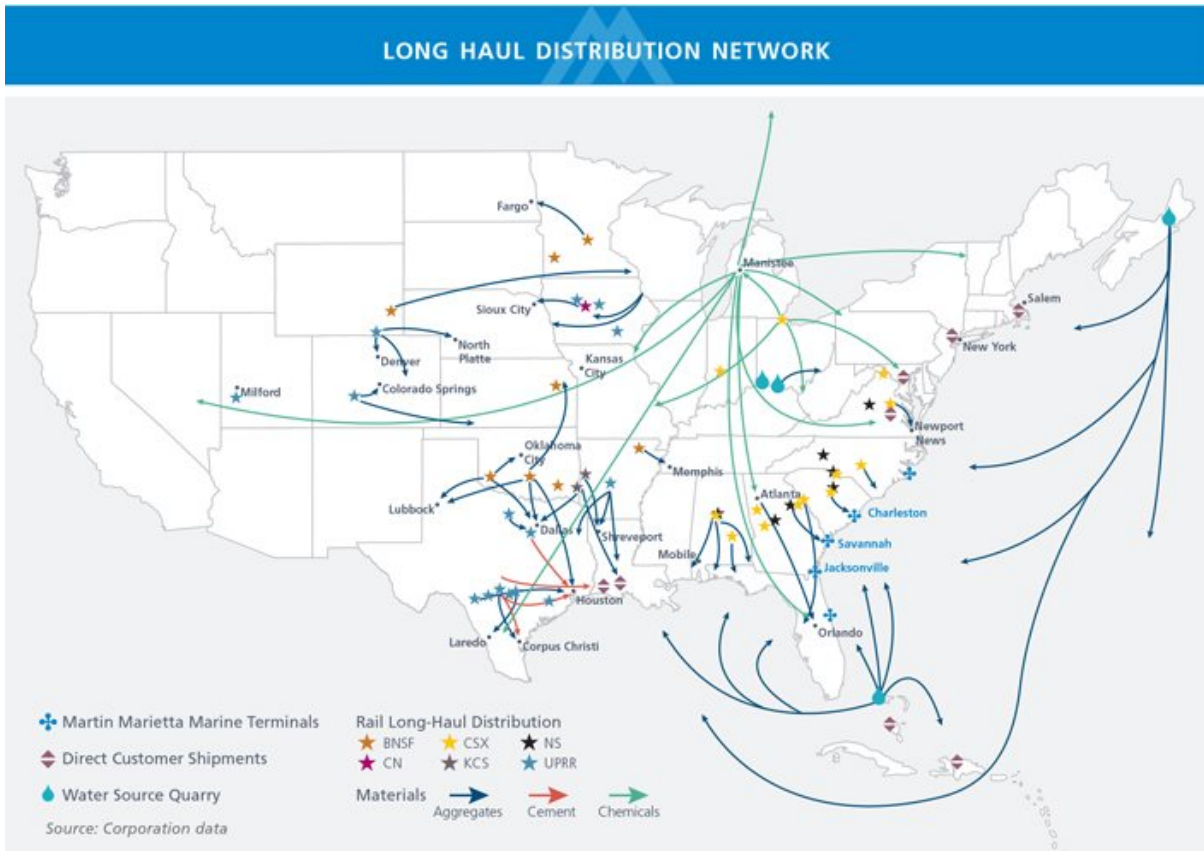 LONG HAUL DISTRIBUTION NETWORK
Fargo
Manistee
Sioux City
Salem
New York
North
Platte
Denver
Kansas
City
Milford
Colorado Springs
Newport
News
Oklahoma
City
Memphis
Lubbock
Atlanta
Charleston
Dallas
Shreveport
Savannah
Mobile
Jacksonville
Houston
Orlando
Laredo
Corpus Christi
Martin Marietta Marine Terminals
Direct Customer Shipments
Water Source Quarry
Source: Corporation data
Rail Long-Haul Distribution
BNSF CSX NS
CN KCS UPRR
Materials
Aggregates Cement Chemicals